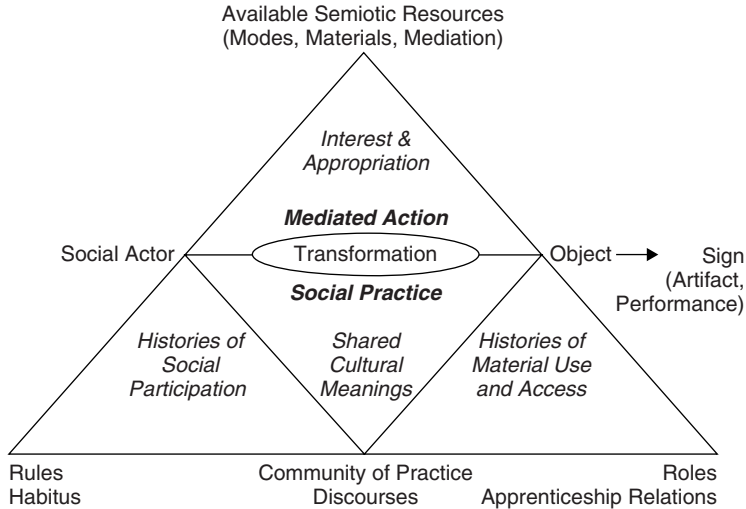 Available Semiotic Resources
(Modes, Materials, Mediation)
Interest &
Appropriation
Mediated Action
Social Actor
Transformation
Object
Sign
(Artifact,
Performance)
Social Practice
Histories of
Social
Participation
Shared
Cultural
Meanings
Histories of
Material Use
and Access
Rules
Habitus
Community of Practice
Discourses
Roles
Apprenticeship Relations